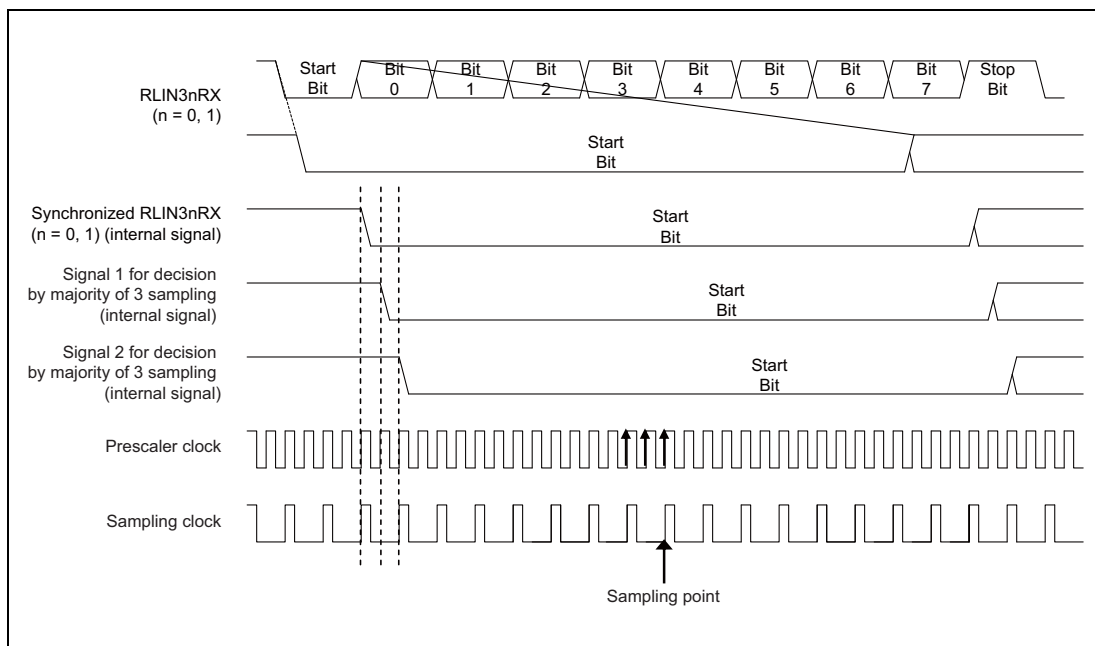 Start
Bit
Bit
0
Bit
1
Bit
2
Bit
3
Bit
4
Bit
5
Bit
6
Bit
7
Stop
Bit
RLIN3nRX
(n = 0, 1)
Start
Bit
Synchronized RLIN3nRX
(n = 0, 1) (internal signal)
Start
Bit
Signal 1 for decision
by majority of 3 sampling
(internal signal)
Start
Bit
Signal 2 for decision
by majority of 3 sampling
(internal signal)
Start
Bit
Prescaler clock
Sampling clock
Sampling point